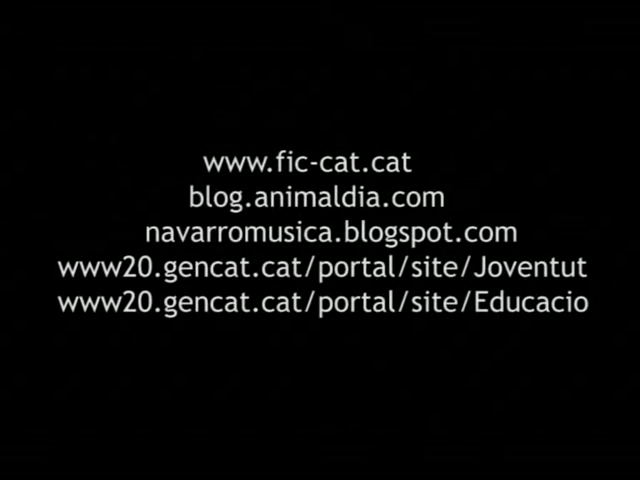 www.fic-cat.cat
blog.animaldia.com
navarromusica.blogspot.com
www20.gencat.cat/portal/site/Joventut
www20.gencat.cat/portal/site/Educacio